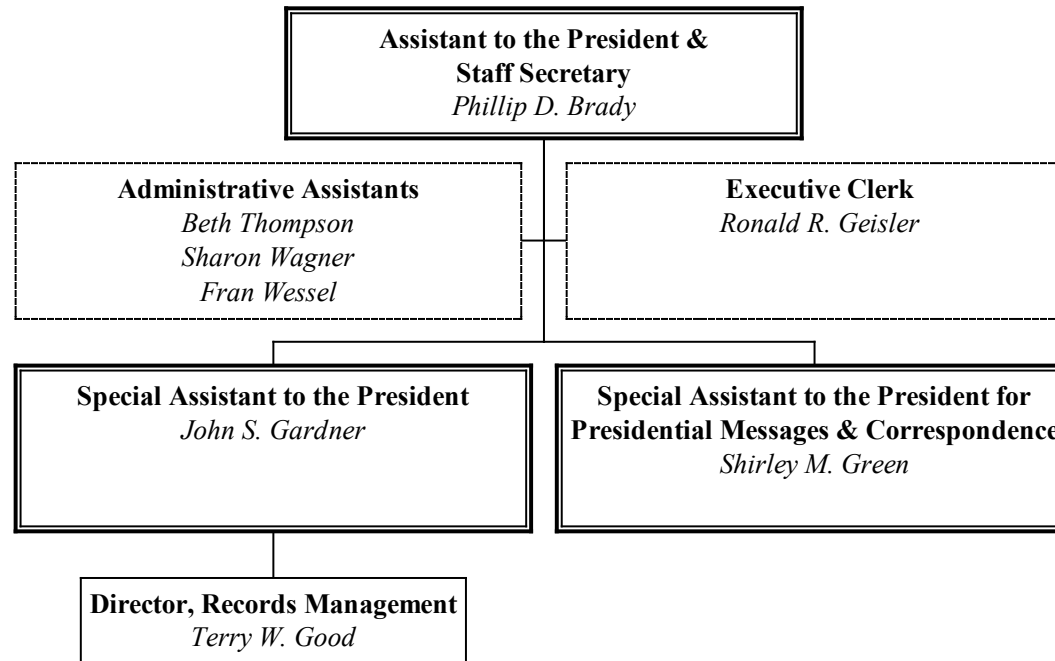 Assistant to the President &
Staff Secretary
Phillip D. Brady
Administrative Assistants
Beth Thompson
Sharon Wagner
Fran Wessel
Executive Clerk
Ronald R. Geisler
Special Assistant to the President
John S. Gardner
Special Assistant to the President for
Presidential Messages & Correspondence
Shirley M. Green
Director, Records Management
Terry W. Good